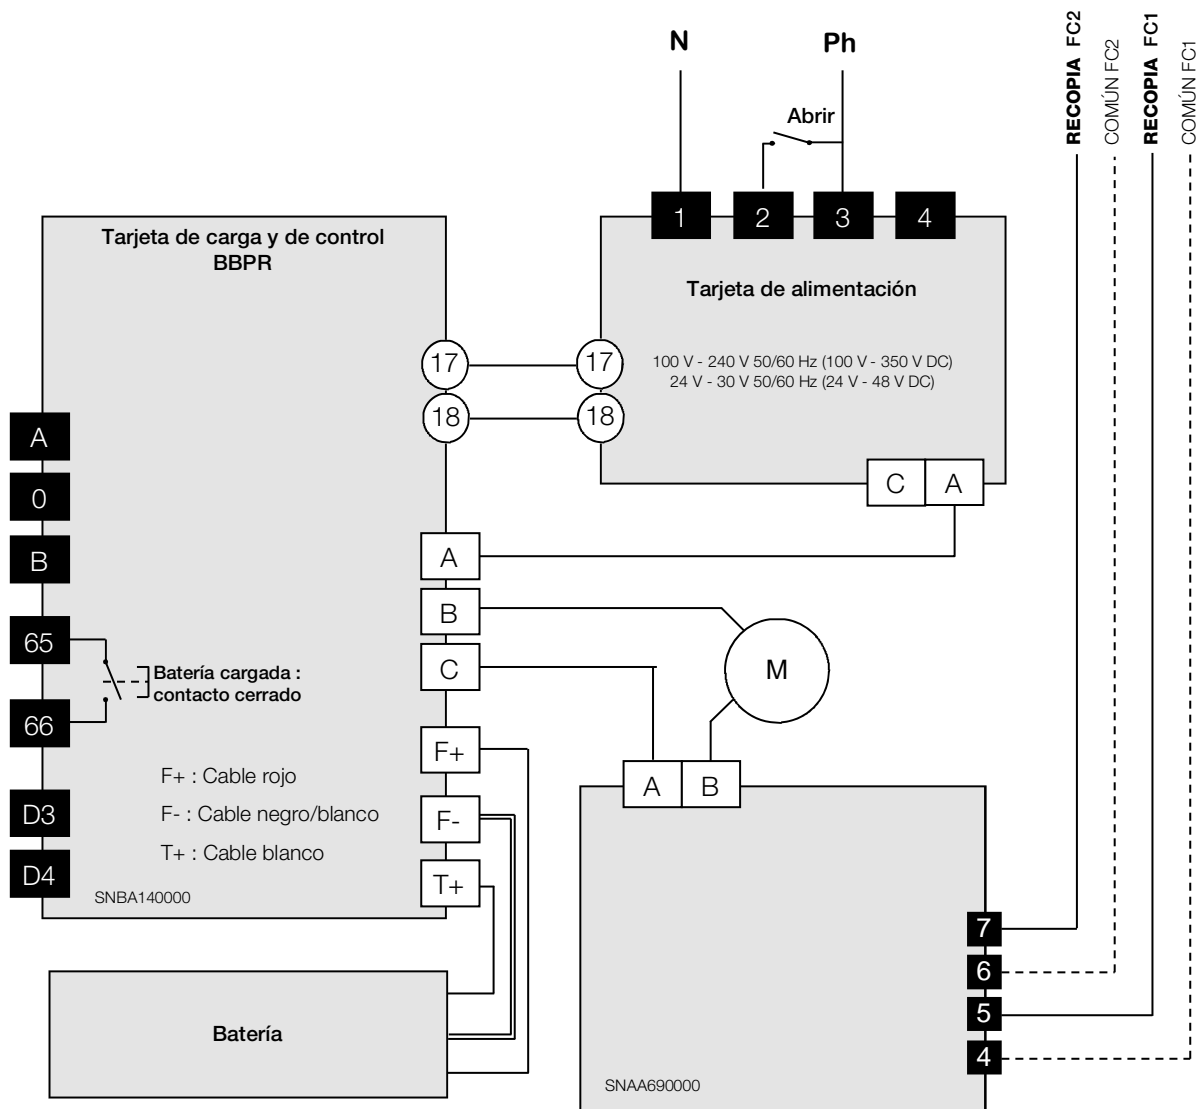 N
Ph
RECOPIA FC2
COMÚN FC2
RECOPIA FC1
COMÚN FC1
Abrir
1
2
3
4
Tarjeta de carga y de control
BBPR
Tarjeta de alimentación
100 V - 240 V 50/60 Hz (100 V - 350 V DC)
24 V - 30 V 50/60 Hz (24 V - 48 V DC)
17
18
17
18
C
A
A
0
B
65
66
D3
D4
Batería cargada :
contacto cerrado
A
B
C
F+
F-
T+
F+ : Cable rojo
F- : Cable negro/blanco
T+ : Cable blanco
SNBA140000
M
A
B
7
6
5
4
SNAA690000
Batería